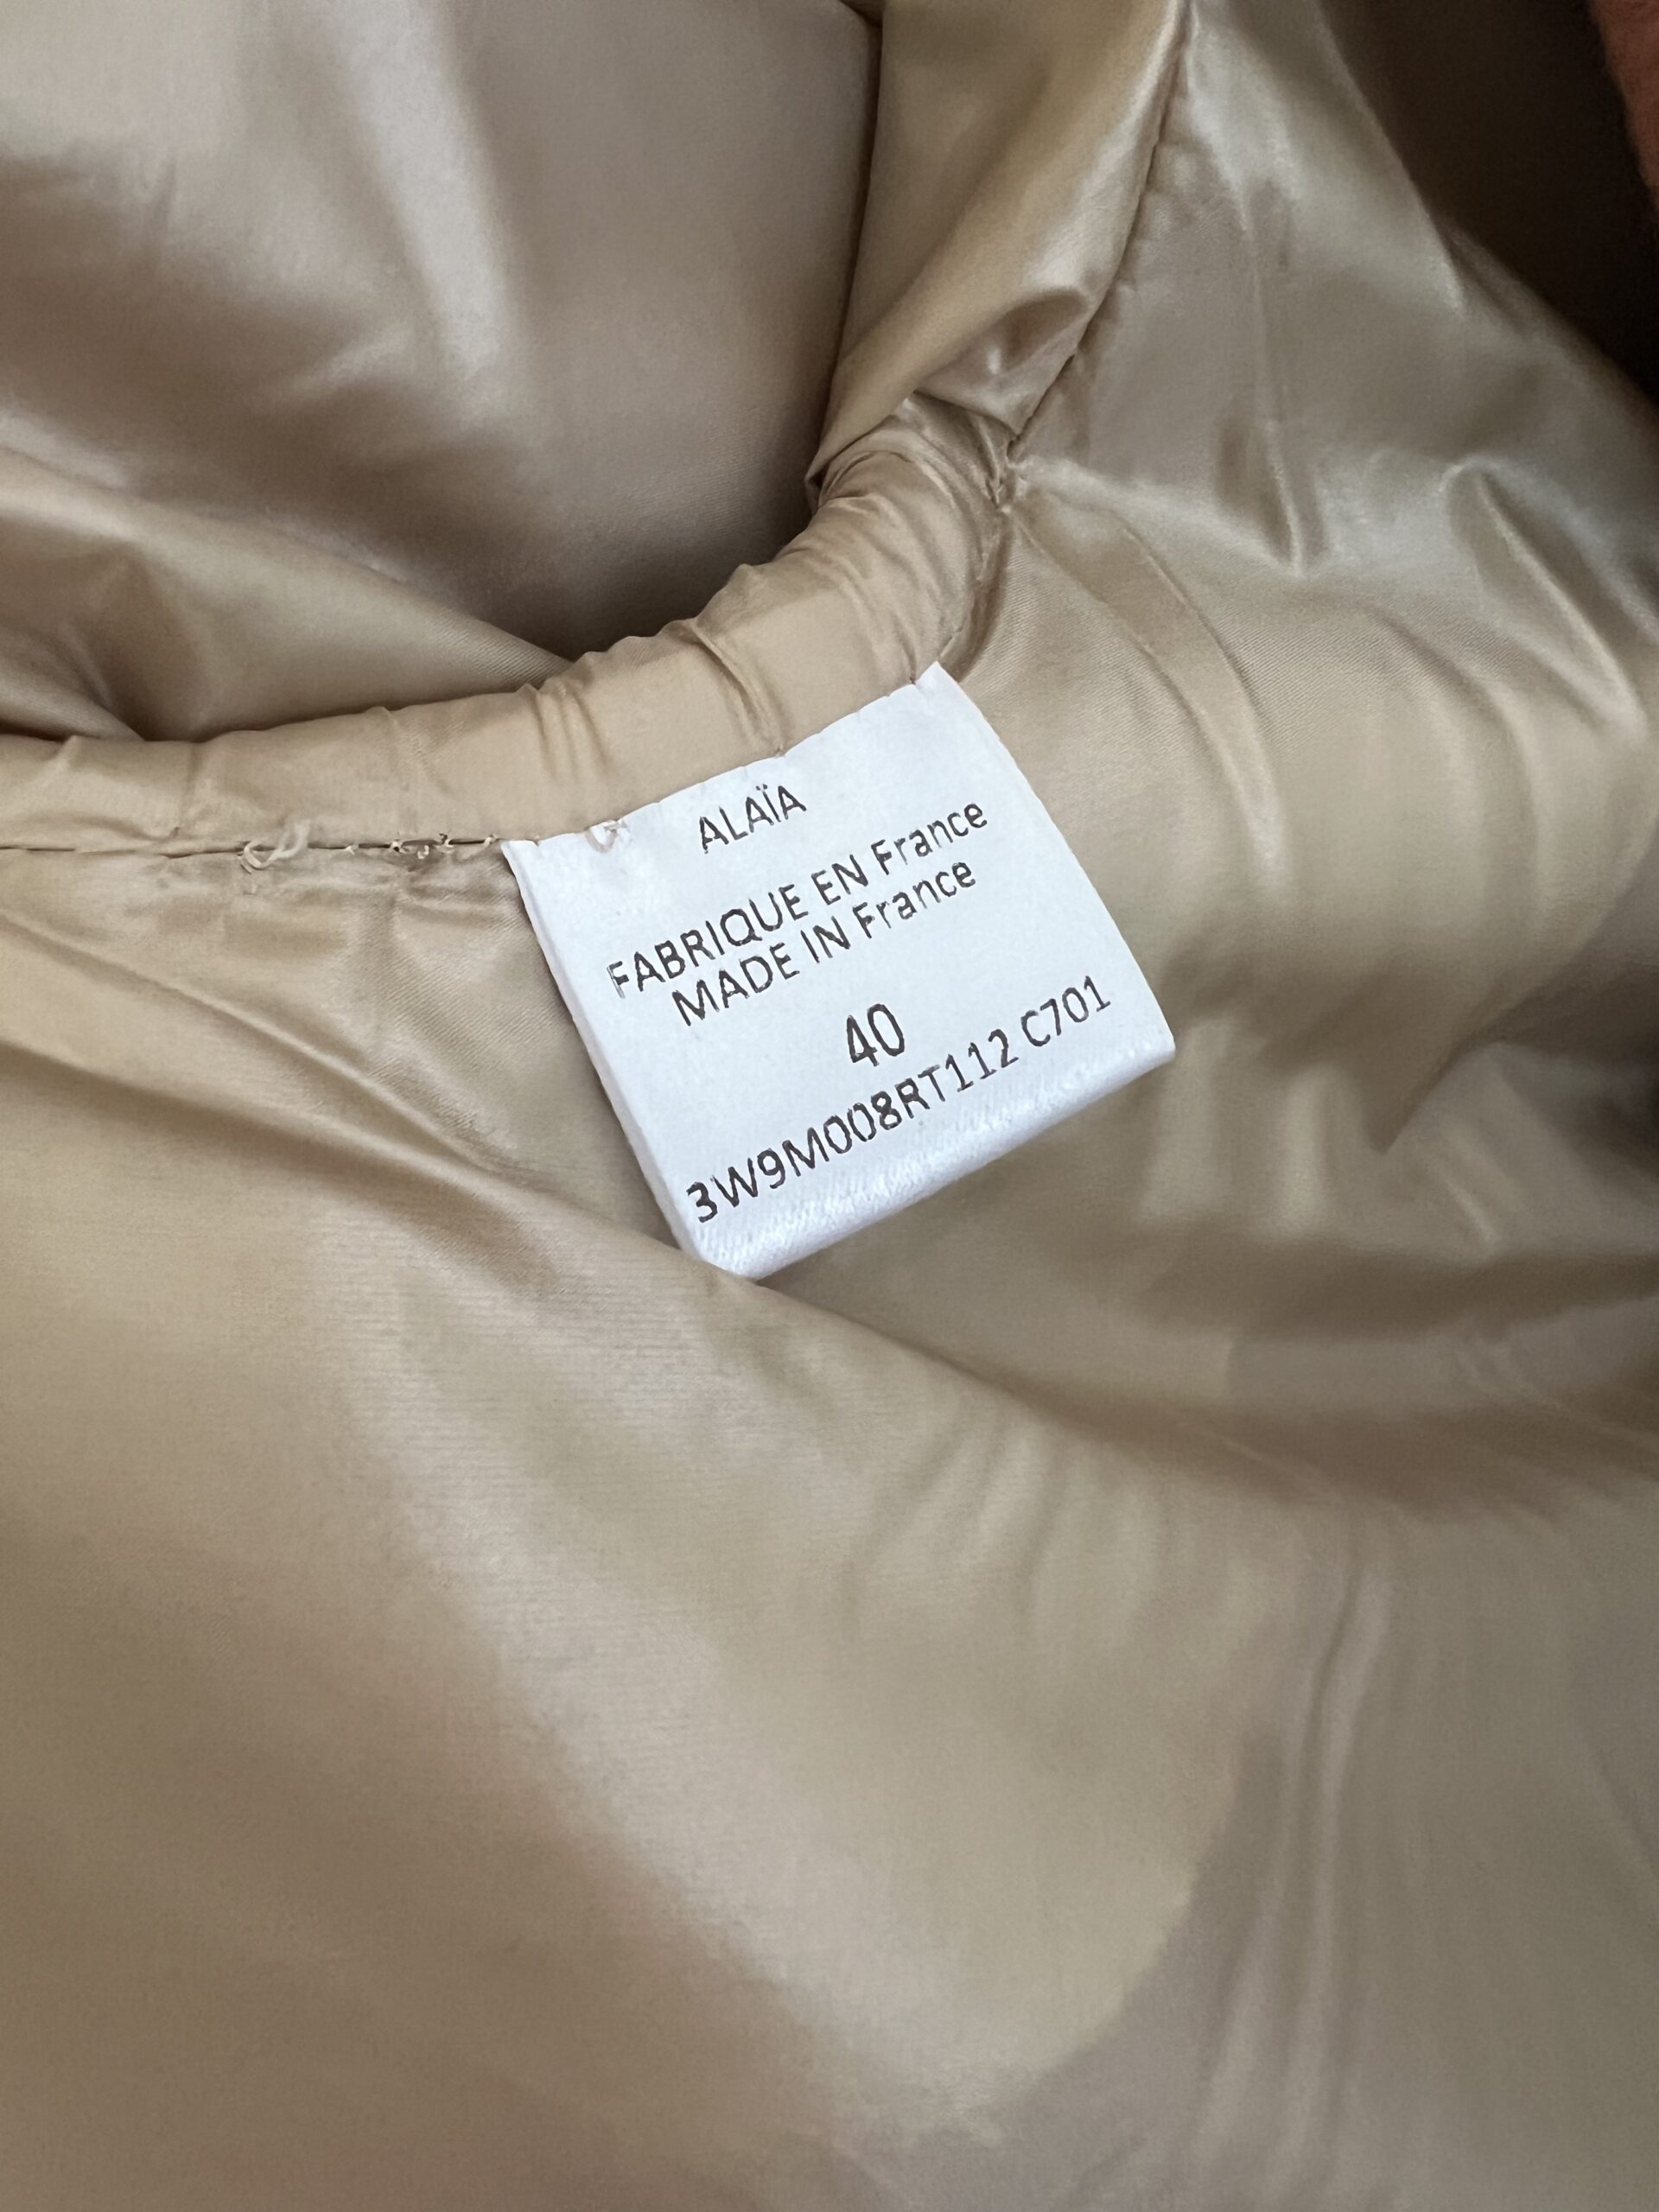 ALAÏA
FABRIQUE EN France
MADE IN France
40
3W9M008RT112 C701